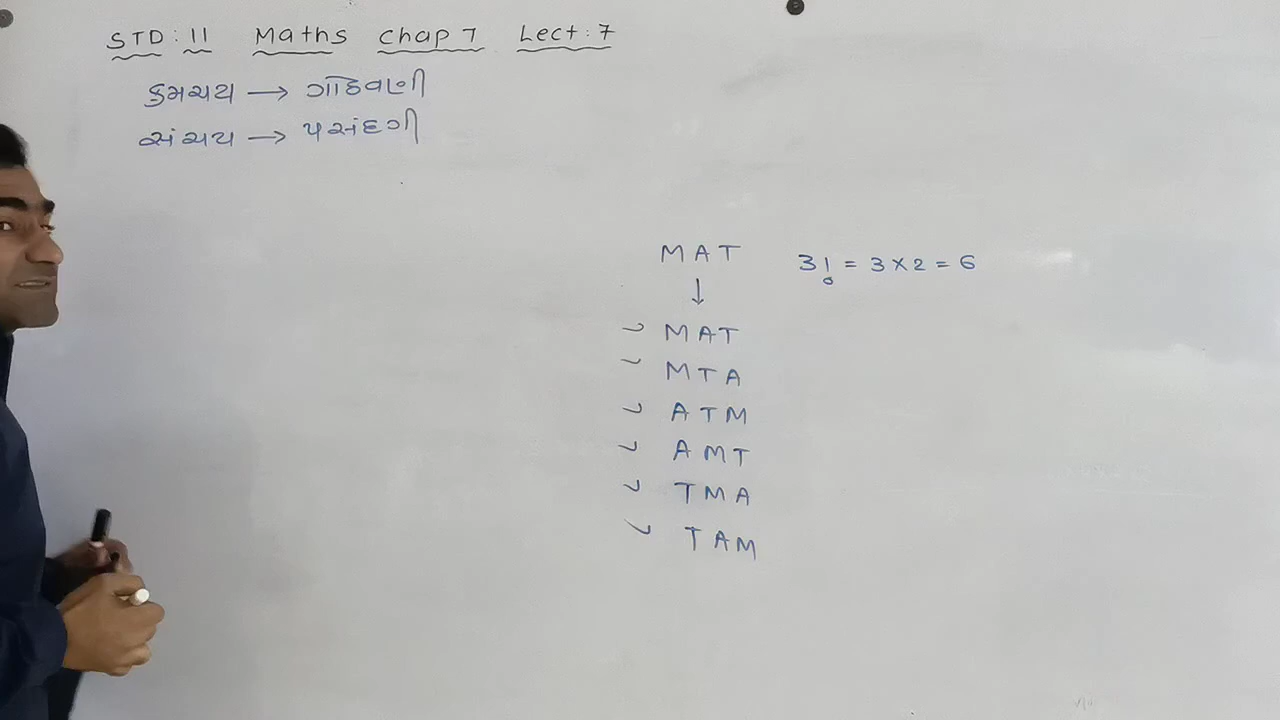 STD: 11 Maths Chap 7 Lect: 7
ક્રમચય → ગોઠવણી
સંચય → પસંદગી
MAT 3! = 3 × 2 = 6
↓
✓ MAT
✓ MTA
✓ ATM
✓ AMT
✓ TMA
✓ TAM